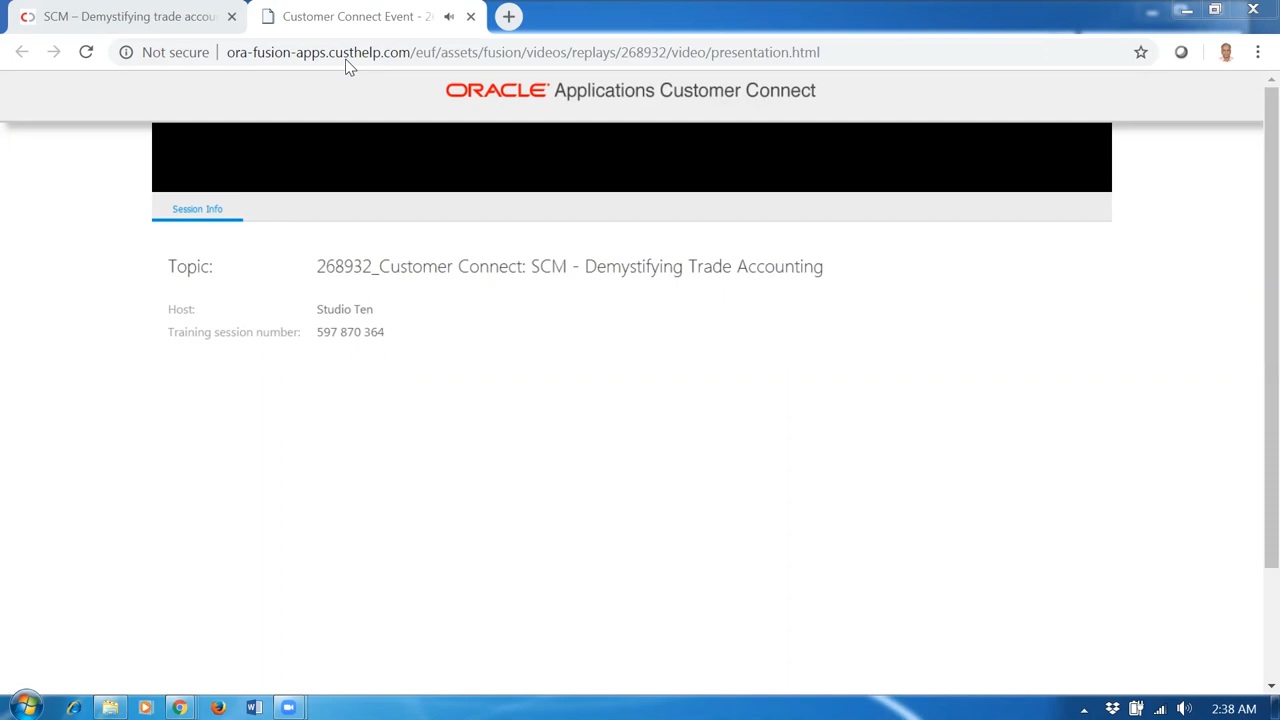 SCM – Demystifying trade accou
Customer Connect Event - 2
Not secure
ora-fusion-apps.custhelp.com/euf/assets/fusion/videos/replays/268932/video/presentation.html
ORACLE Applications Customer Connect
Session Info
Topic: 268932_Customer Connect: SCM - Demystifying Trade Accounting
Host: Studio Ten
Training session number: 597 870 364
2:38 AM